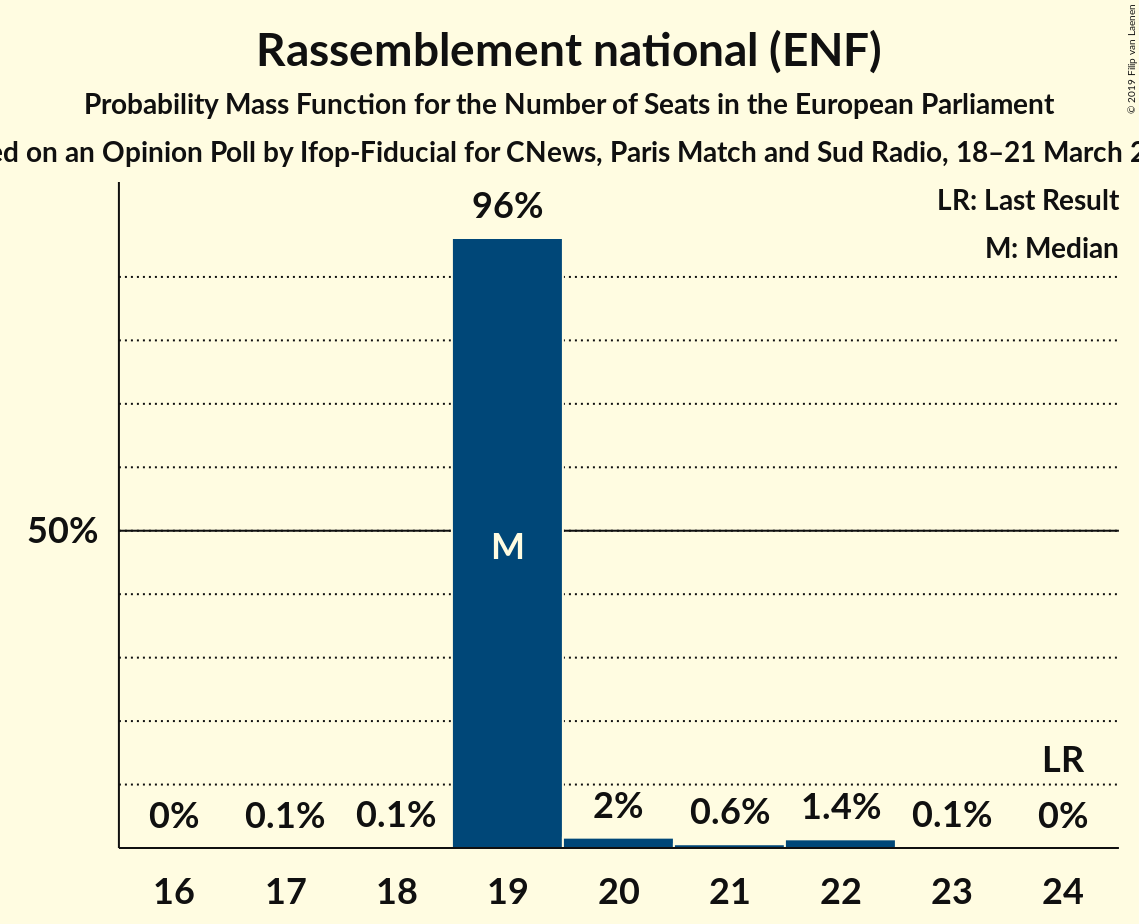 Rassemblement national (ENF)
Probability Mass Function for the Number of Seats in the European Parliament
on an Opinion Poll by Ifop-Fiducial for CNews, Paris Match and Sud Radio, 18–21 March
© 2019 Filip van Laenen
LR: Last Result
M: Median
96%
50%
M
LR
0%
0.1%
0.1%
2%
0.6%
1.4%
0.1%
0%
16
17
18
19
20
21
22
23
24